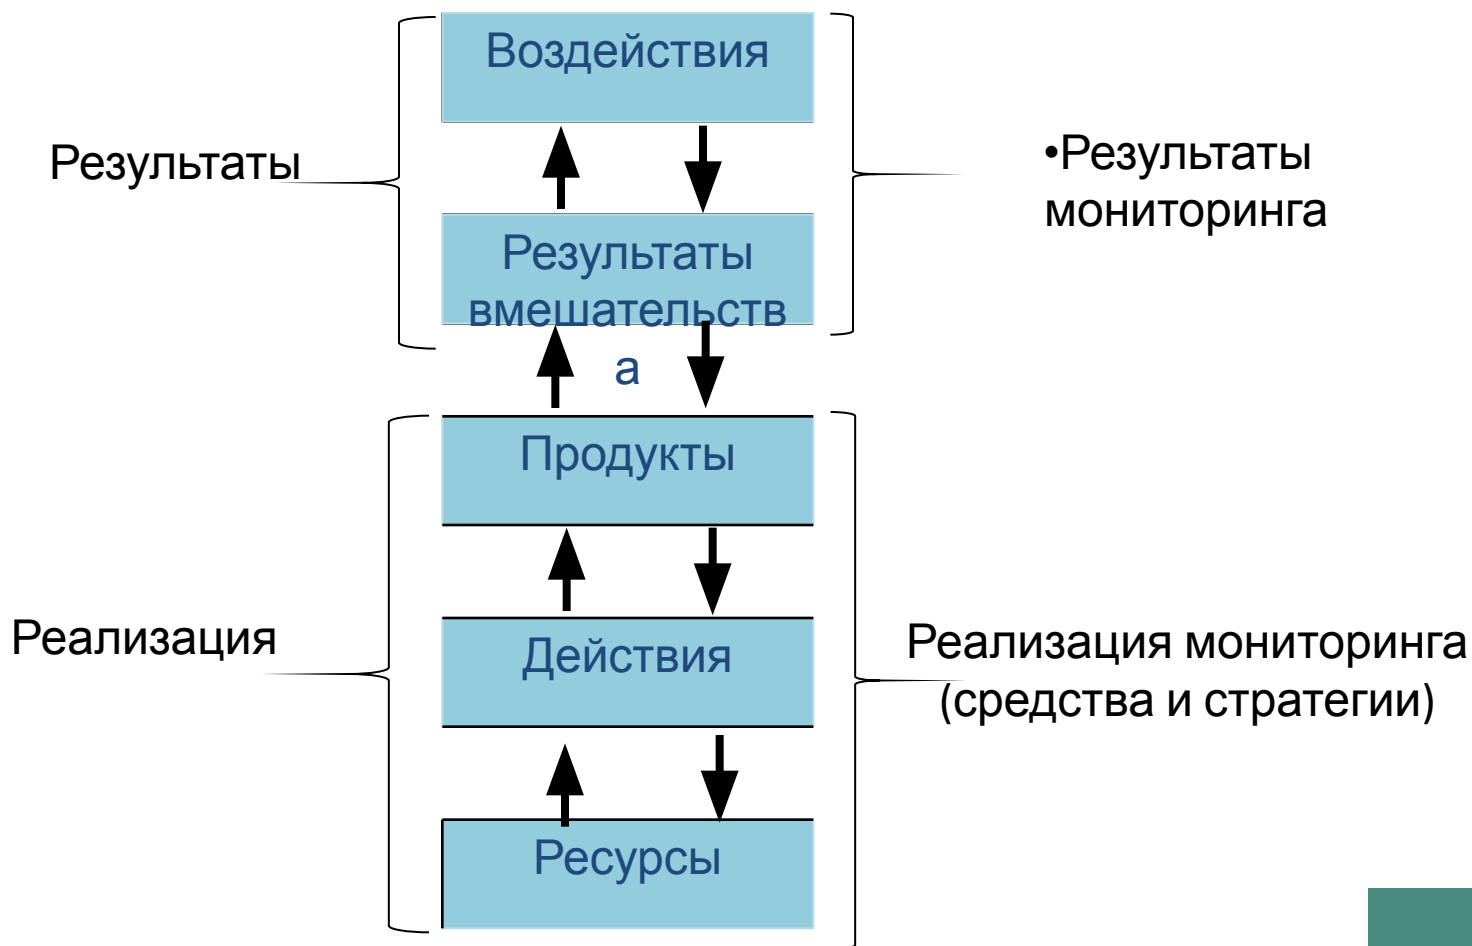 Воздействия
Результаты
•Результаты
мониторинга
Результаты
вмешательств
а
Продукты
Реализация
Действия
Реализация мониторинга
(средства и стратегии)
Ресурсы